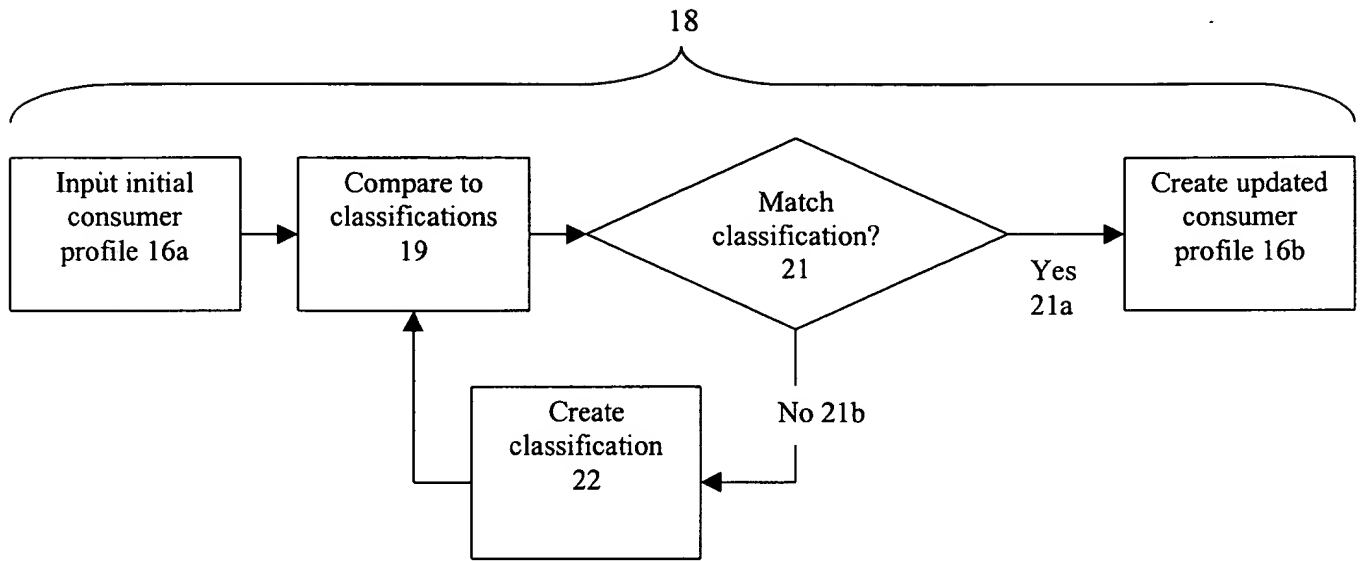 18
Input initial
consumer
profile 16a
Compare to
classifications
19
Match
classification?
21
Yes
21a
Create updated
consumer
profile 16b
No 21b
Create
classification
22